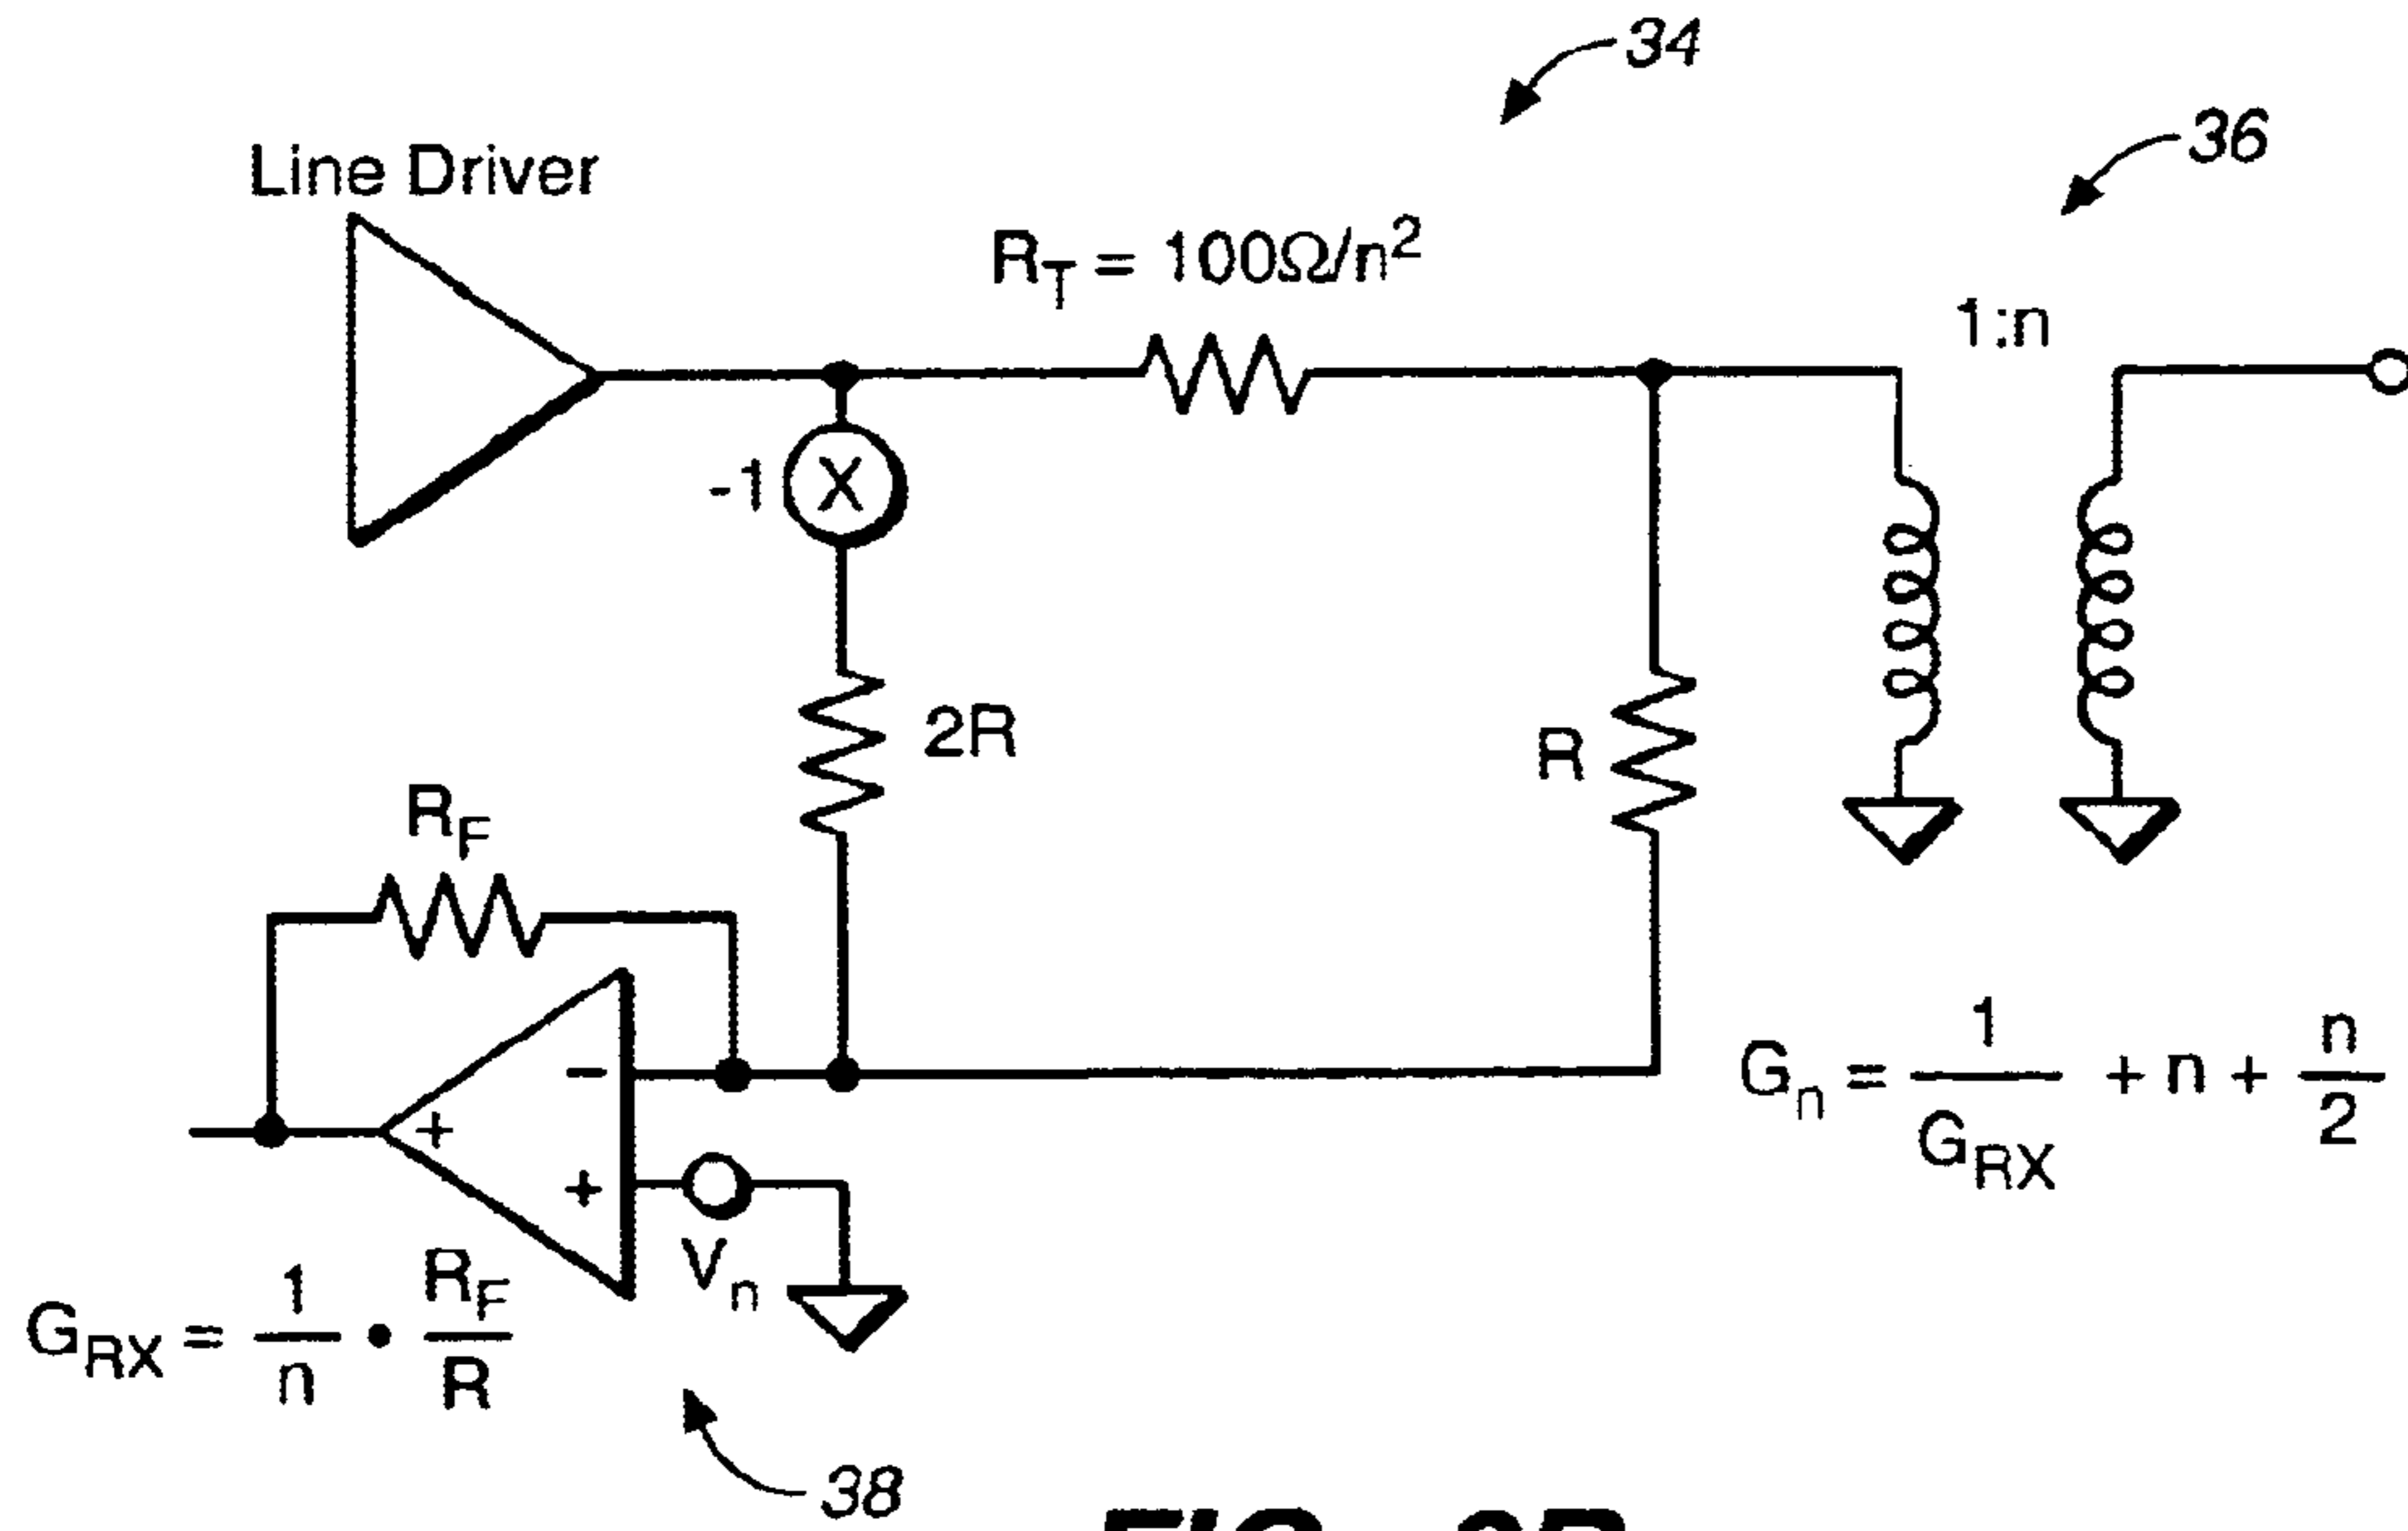 34
36
Line Driver
R_T = 100Ω/n²
1:n
-1 X
2R
R
R_F
−
+
+
V_n
G_n = 1/G_RX + n + n/2
G_RX = 1/n • R_F/R
38